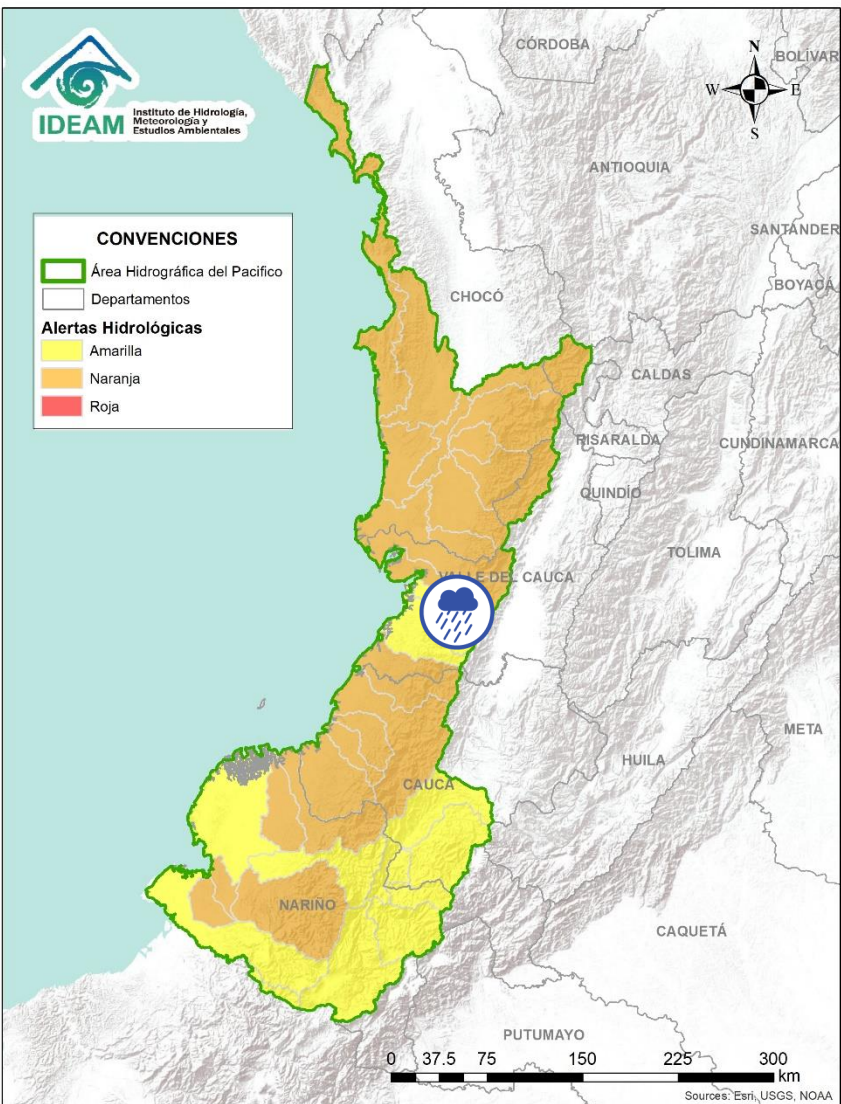 IDEAM
Instituto de Hidrología,
Meteorología y
Estudios Ambientales
CÓRDOBA
BOLÍVAR
N
W
E
S
ANTIOQUIA
SANTANDER
BOYACÁ
CONVENCIONES
Área Hidrográfica del Pacifico
Departamentos
Alertas Hidrológicas
Amarilla
Naranja
Roja
CHOCÓ
CALDAS
RISARALDA
CUNDINAMARCA
QUINDÍO
TOLIMA
VALLE DEL CAUCA
META
HUILA
CAUCA
NARIÑO
CAQUETÁ
PUTUMAYO
0 37.5 75 150 225 300
km
Sources: Esri, USGS, NOAA